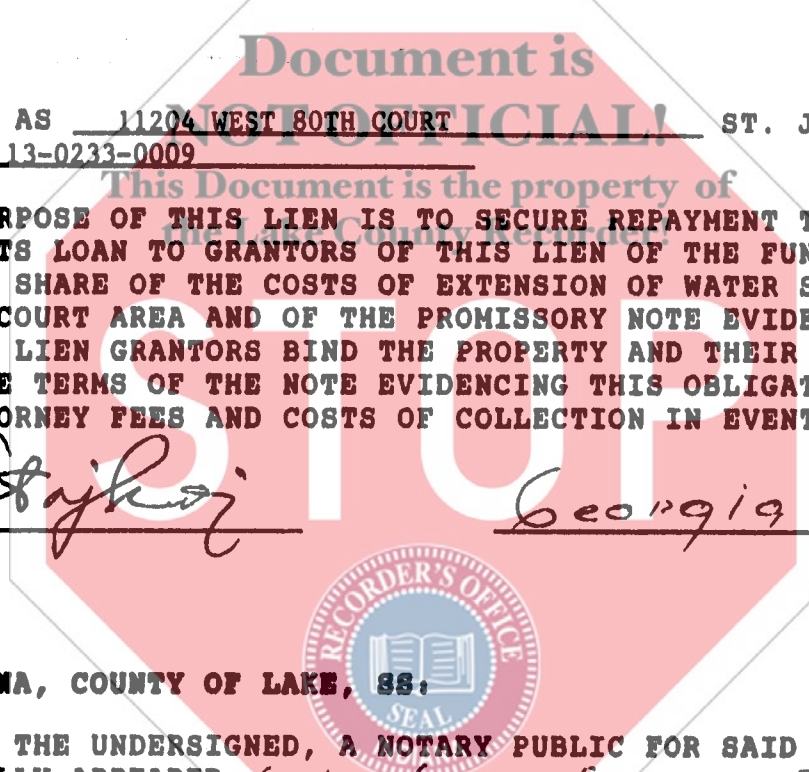 Document is
AS 11204 WEST 80TH COURT ST. J
NOT OFFICIAL!
13-0233-0009
This Document is the property of
RPOSE OF THIS LIEN IS TO SECURE REPAYMENT T
the Lake County Recorder!
TS LOAN TO GRANTORS OF THIS LIEN OF THE FUN
SHARE OF THE COSTS OF EXTENSION OF WATER S
COURT AREA AND OF THE PROMISSORY NOTE EVIDE
LIEN GRANTORS BIND THE PROPERTY AND THEIR
E TERMS OF THE NOTE EVIDENCING THIS OBLIGAT
ORNEY FEES AND COSTS OF COLLECTION IN EVENT
STOP
Georgia
RECORDER'S OFFICE
SEAL
NA, COUNTY OF LAKE, SS:
THE UNDERSIGNED, A NOTARY PUBLIC FOR SAID